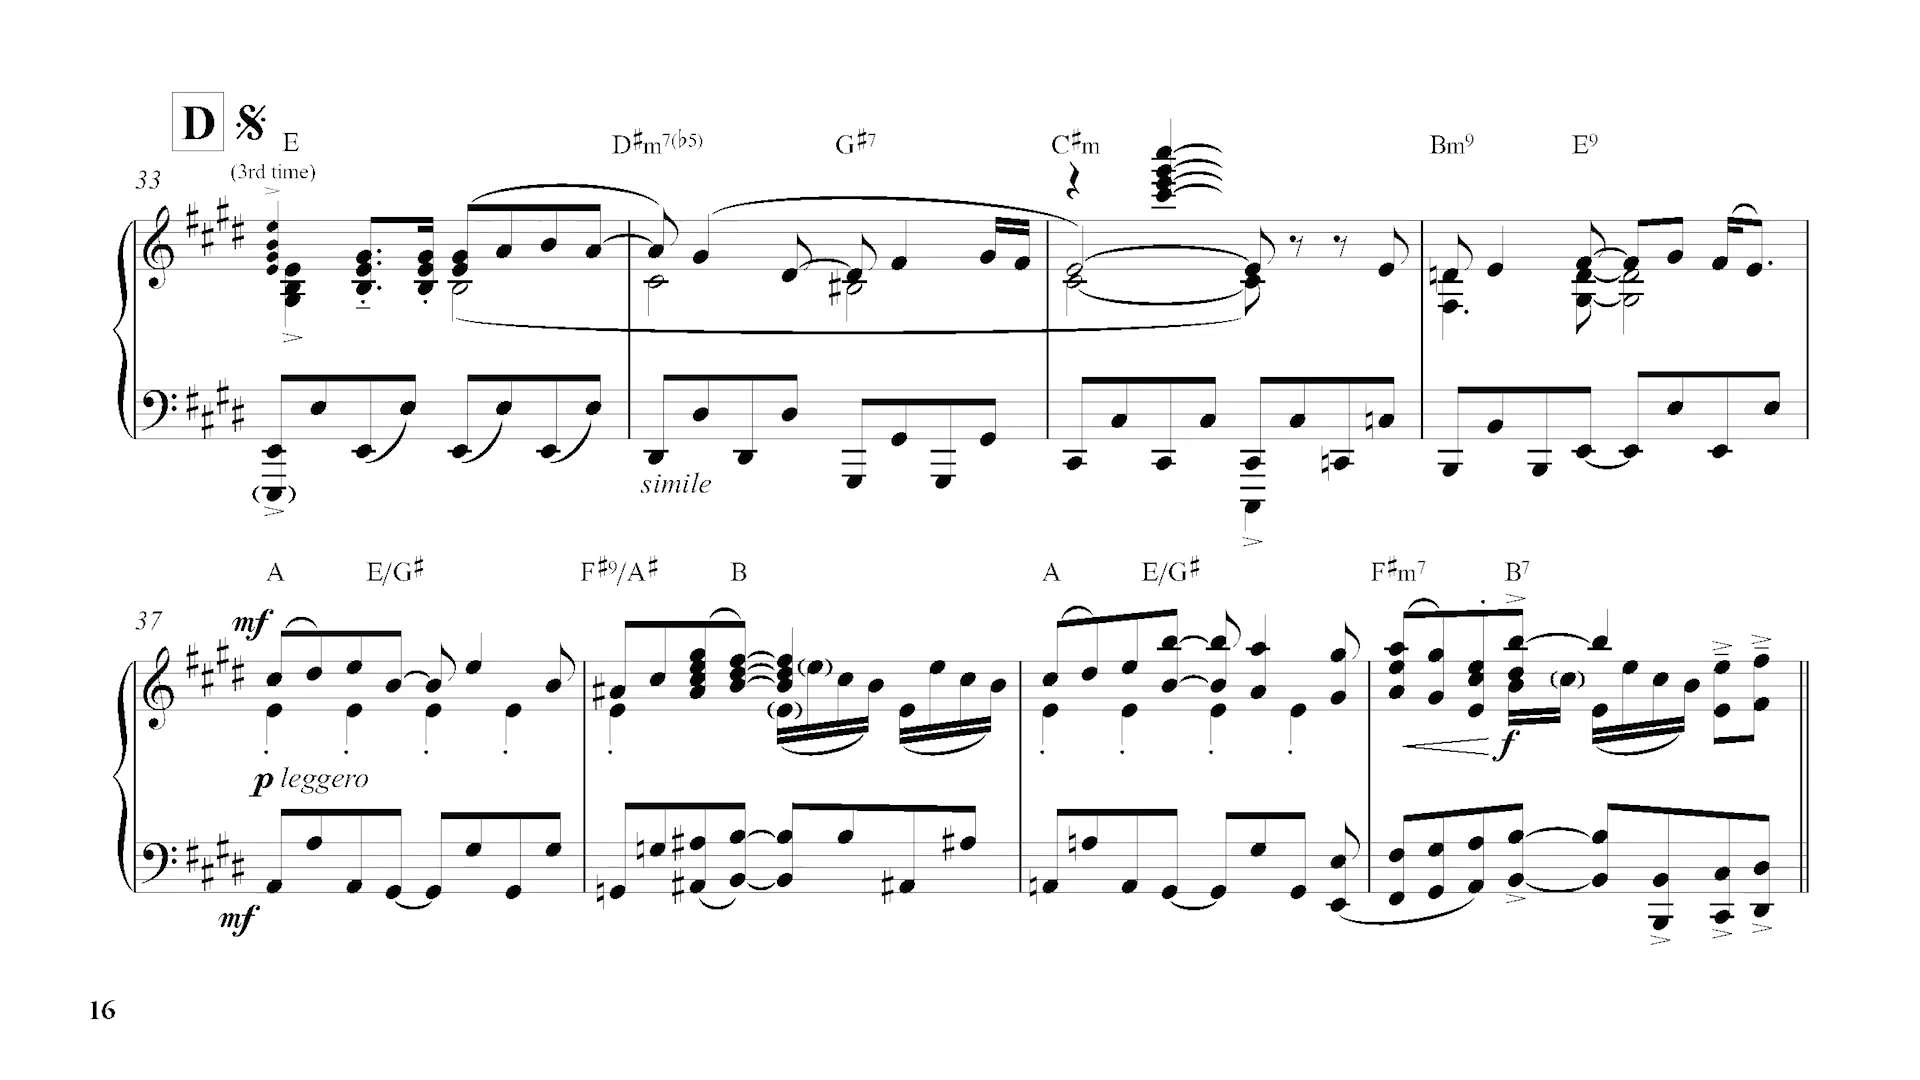 D
E D♯m7(♭5) G♯7 C♯m Bm9 E9
33 (3rd time)
simile
A E/G♯ F♯9/A♯ B A E/G♯ F♯m7 B7
37 mf
f
p leggero
mf
16